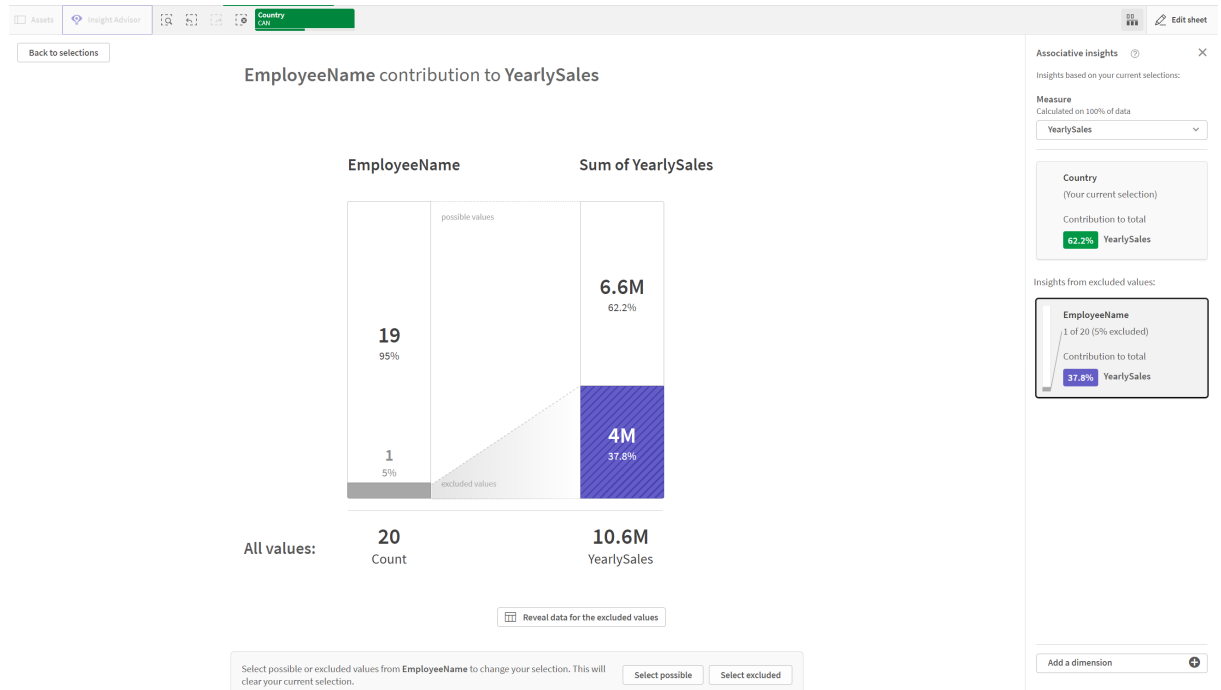 Assets
Insight Advisor
Country
CAN
Edit sheet
Back to selections
EmployeeName contribution to YearlySales
EmployeeName
Sum of YearlySales
possible values
6.6M
62.2%
19
95%
4M
37.8%
1
5%
excluded values
All values:
20
Count
10.6M
YearlySales
Reveal data for the excluded values
Select possible or excluded values from EmployeeName to change your selection. This will
clear your current selection.
Select possible
Select excluded
Associative insights
Insights based on your current selections:
Measure
Calculated on 100% of data
YearlySales
Country
(Your current selection)
Contribution to total
62.2% YearlySales
Insights from excluded values:
EmployeeName
1 of 20 (5% excluded)
Contribution to total
37.8% YearlySales
Add a dimension